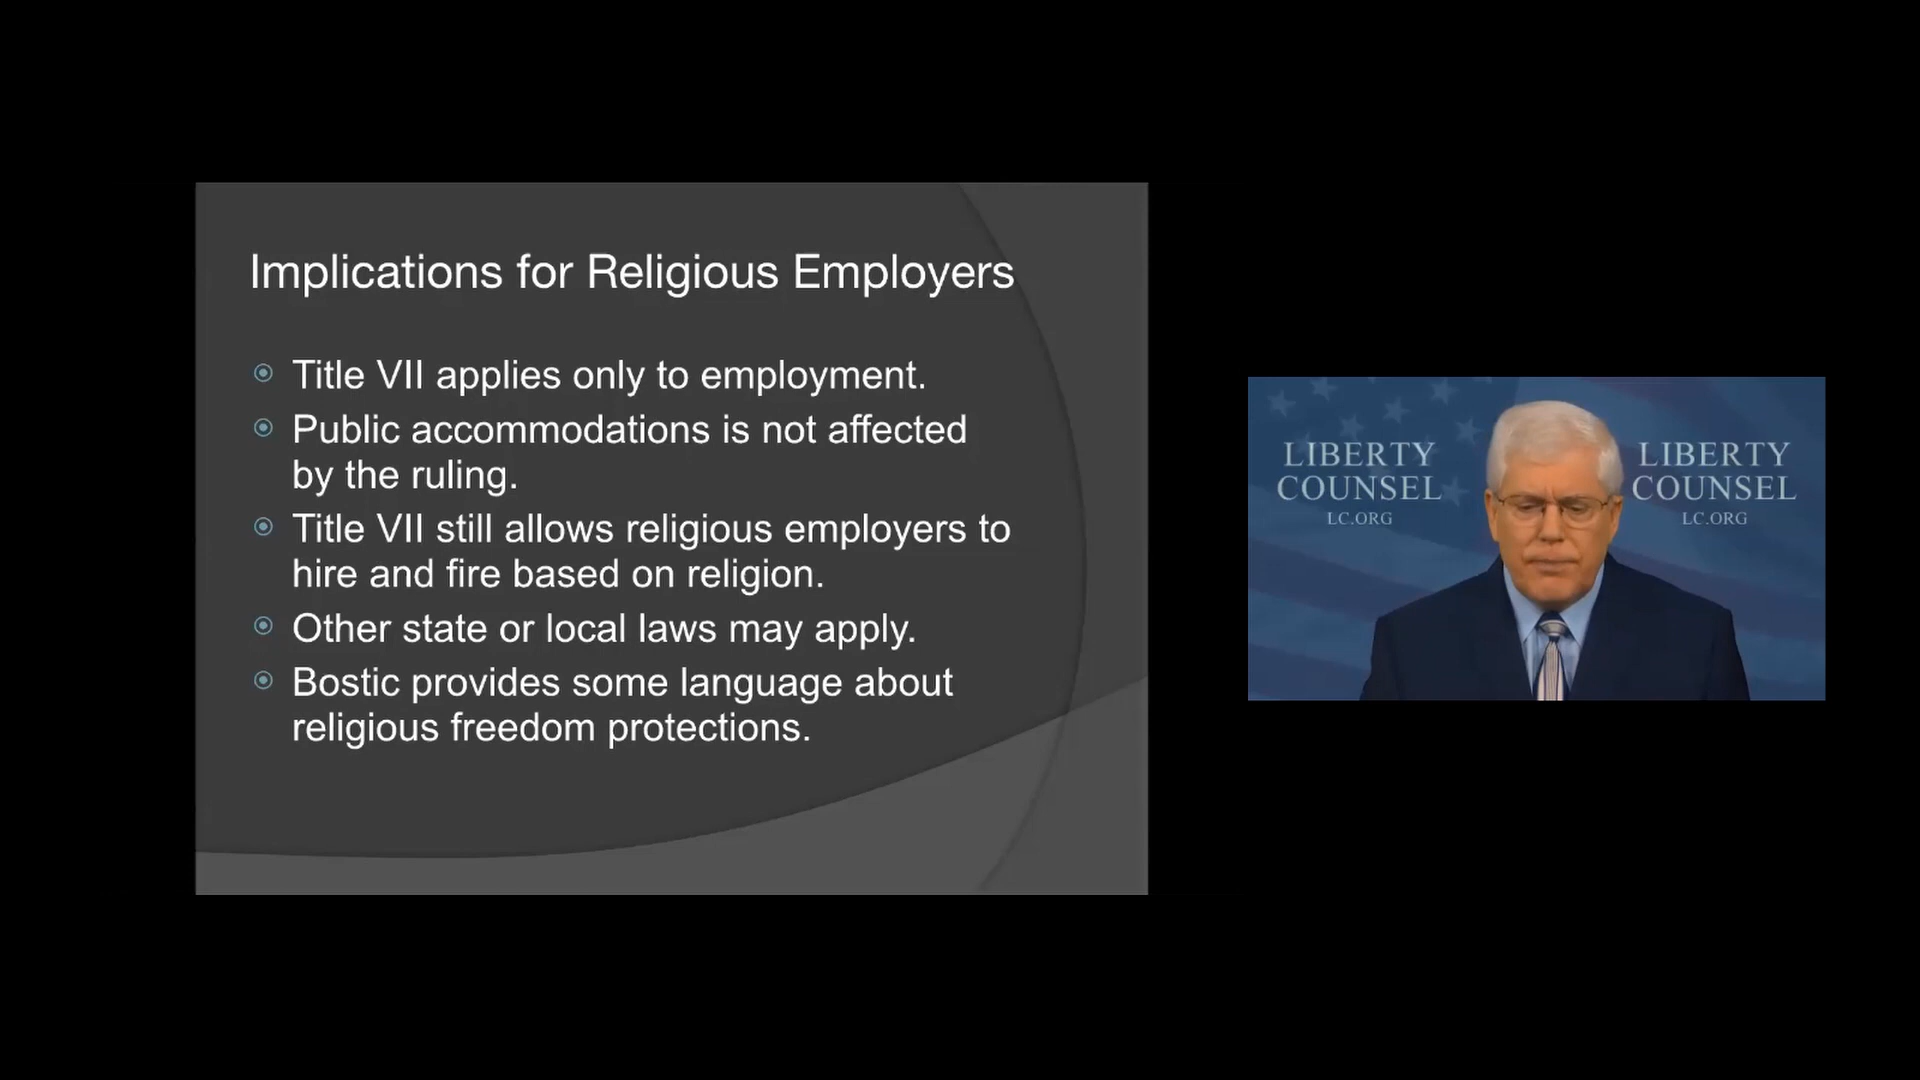 Implications for Religious Employers
Title VII applies only to employment.
Public accommodations is not affected
by the ruling.
Title VII still allows religious employers to
hire and fire based on religion.
Other state or local laws may apply.
Bostic provides some language about
religious freedom protections.
LIBERTY
COUNSEL
LC.ORG
LIBERTY
COUNSEL
LC.ORG